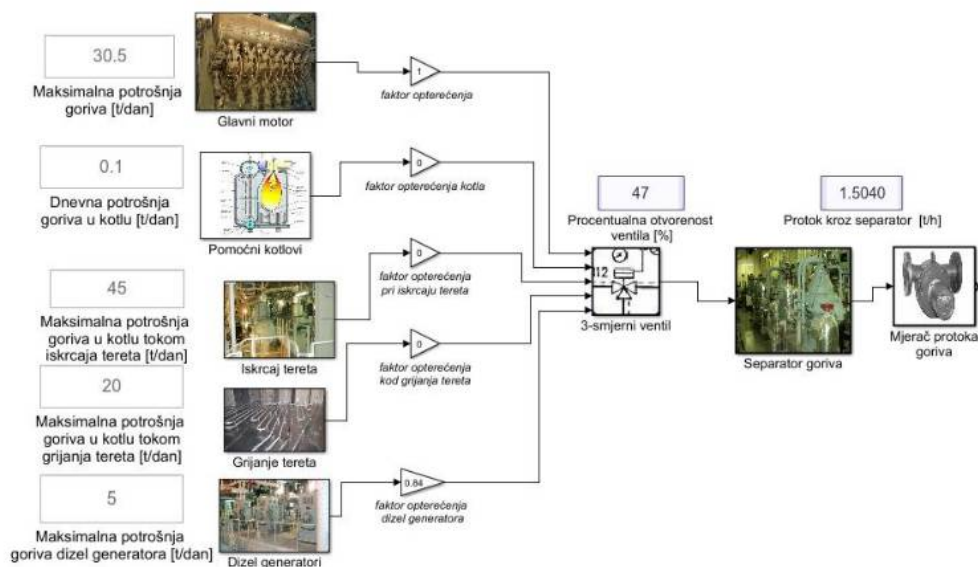 30.5
Maksimalna potrošnja
goriva [t/dan]
Glavni motor
1
faktor opterećenja
0.1
Dnevna potrošnja
goriva u kotlu [t/dan]
Pomoćni kotlovi
0
faktor opterećenja kotla
47
Procentualna otvorenost
ventila [%]
1.5040
Protok kroz separator [t/h]
45
Maksimalna potrošnja
goriva u kotlu tokom
iskrcaja tereta [t/dan]
Iskrcaj tereta
0
faktor opterećenja
pri iskrcaju tereta
3-smjerni ventil
Separator goriva
Mjerač protoka
goriva
20
Maksimalna potrošnja
goriva u kotlu tokom
grijanja tereta [t/dan]
Grijanje tereta
0
faktor opterećenja
kod grijanja tereta
5
Maksimalna potrošnja
goriva dizel generatora [t/dan]
Dizel generatori
0.84
faktor opterećenja
dizel generatora